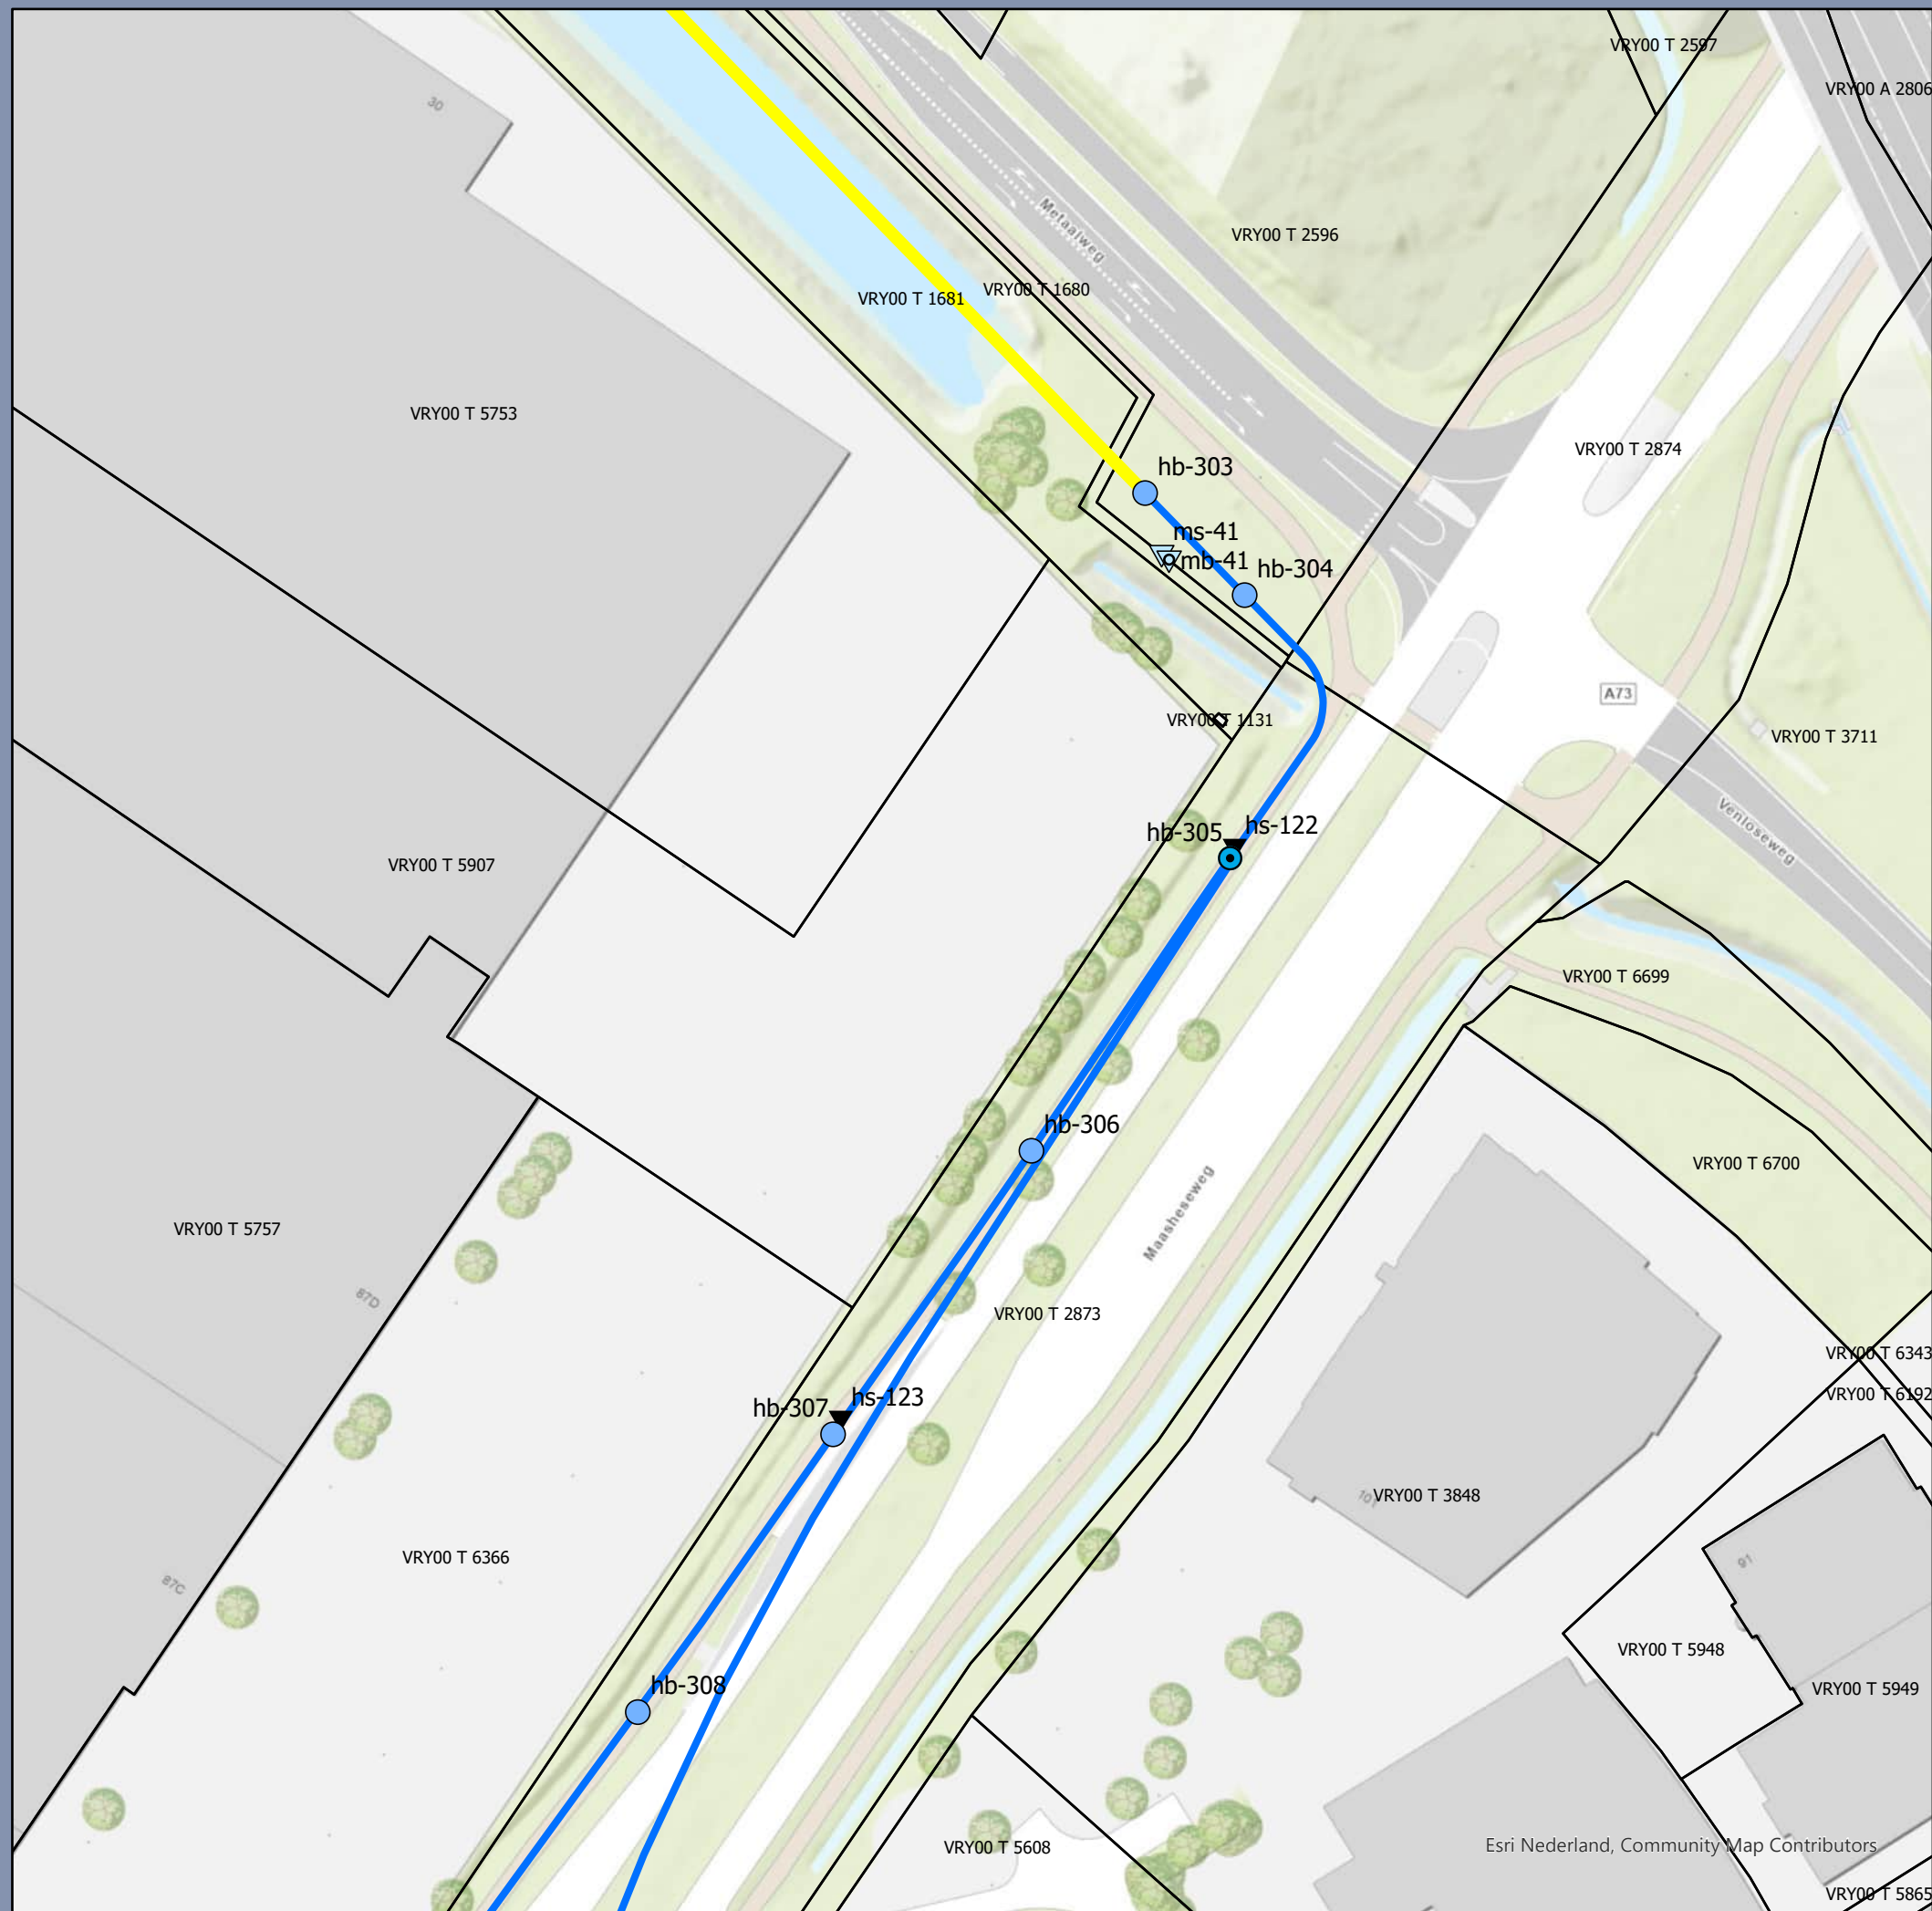 VRY00 T 2597
VRY00 A 2806
30
Metaalweg
VRY00 T 2596
VRY00 T 1680
VRY00 T 1681
VRY00 T 5753
VRY00 T 2874
hb-303
ms-41
mb-41
hb-304
A73
VRY00 T 1131
VRY00 T 3711
Venloseweg
hs-122
hb-305
VRY00 T 5907
VRY00 T 6699
hb-306
VRY00 T 6700
Maasheseweg
VRY00 T 5757
87D
VRY00 T 2873
VRY00 T 6343
VRY00 T 6192
hs-123
hb-307
101
VRY00 T 3848
VRY00 T 6366
91
87C
VRY00 T 5948
hb-308
VRY00 T 5949
VRY00 T 5608
Esri Nederland, Community Map Contributors
VRY00 T 5865